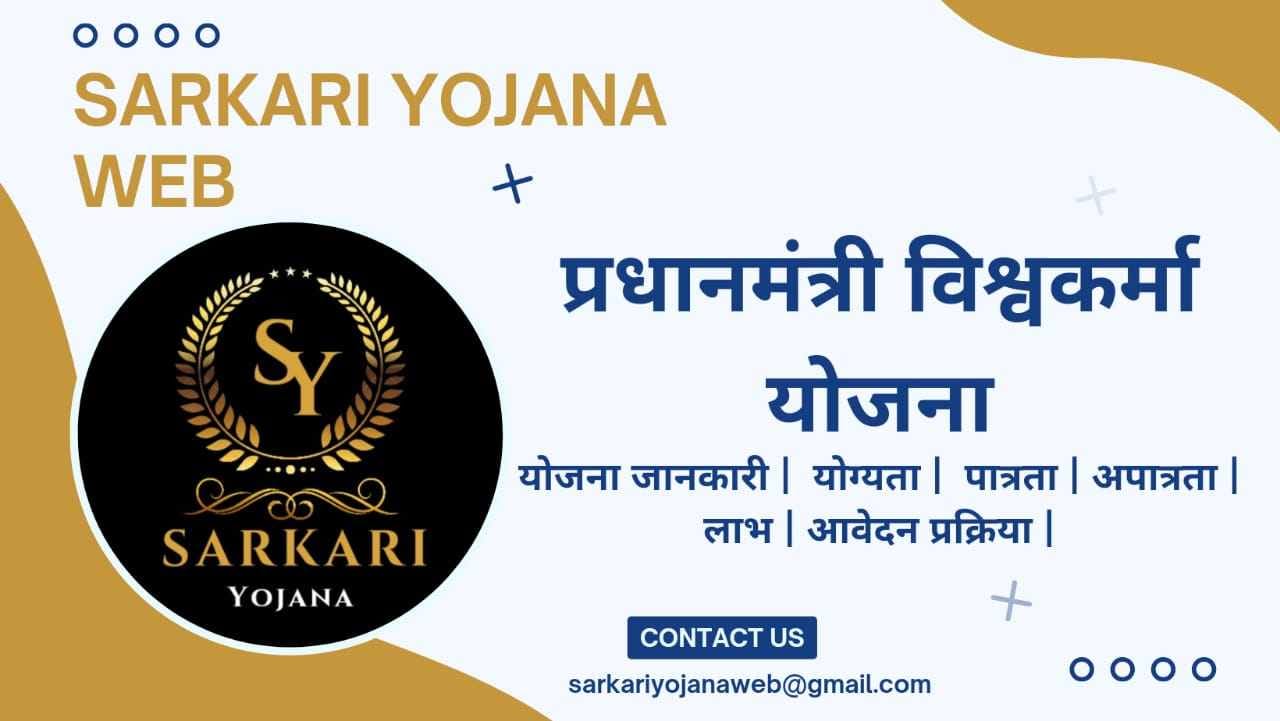 SARKARI YOJANA
WEB
SY
SARKARI
YOJANA
प्रधानमंत्री विश्वकर्मा
योजना
योजना जानकारी | योग्यता | पात्रता | अपात्रता |
लाभ | आवेदन प्रक्रिया |
CONTACT US
sarkariyojanaweb@gmail.com